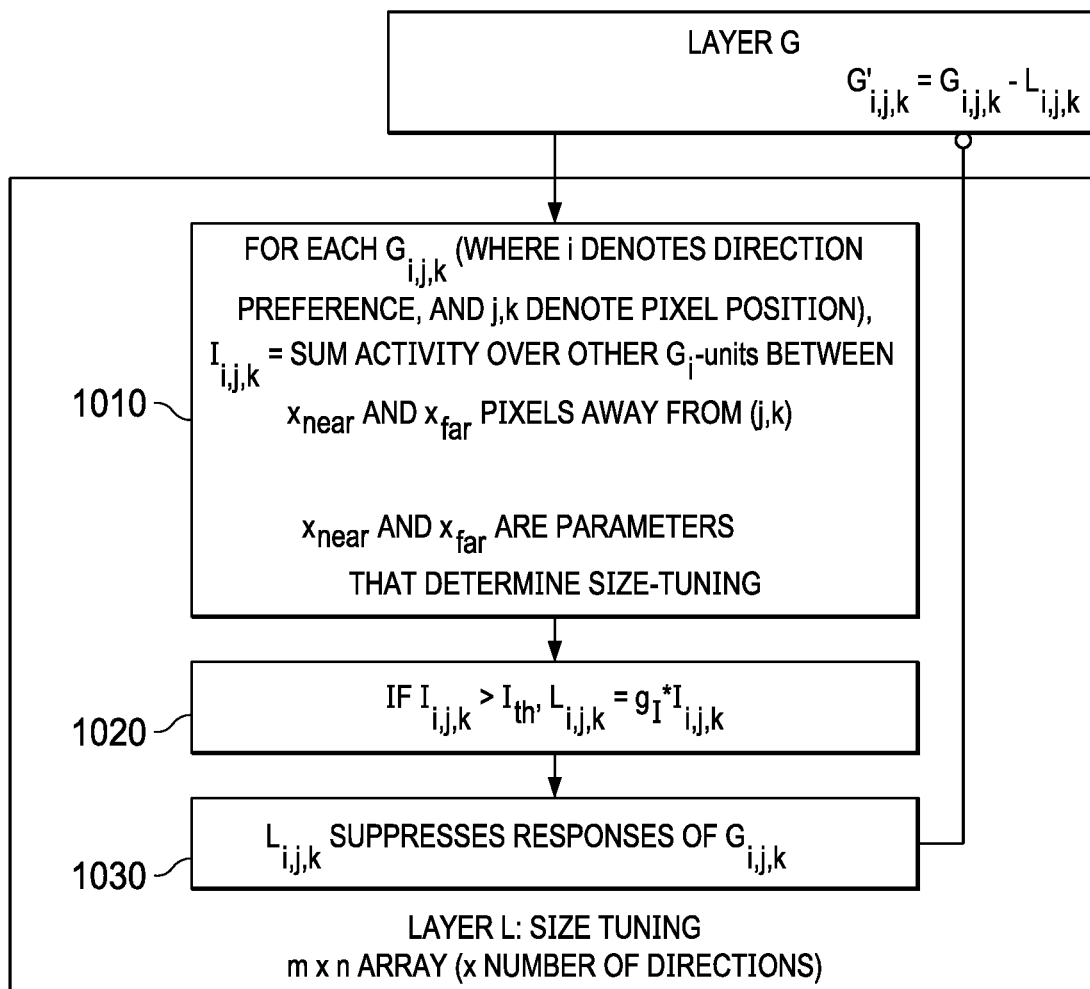 LAYER G
G'i,j,k = Gi,j,k - Li,j,k
FOR EACH Gi,j,k (WHERE i DENOTES DIRECTION
PREFERENCE, AND j,k DENOTE PIXEL POSITION),
Ii,j,k = SUM ACTIVITY OVER OTHER Gi-UNITS BETWEEN
xnear AND xfar PIXELS AWAY FROM (j,k)
xnear AND xfar ARE PARAMETERS
THAT DETERMINE SIZE-TUNING
1010
IF Ii,j,k > Ith, Li,j,k = gI*Ii,j,k
1020
Li,j,k SUPPRESSES RESPONSES OF Gi,j,k
1030
LAYER L: SIZE TUNING
m x n ARRAY (x NUMBER OF DIRECTIONS)